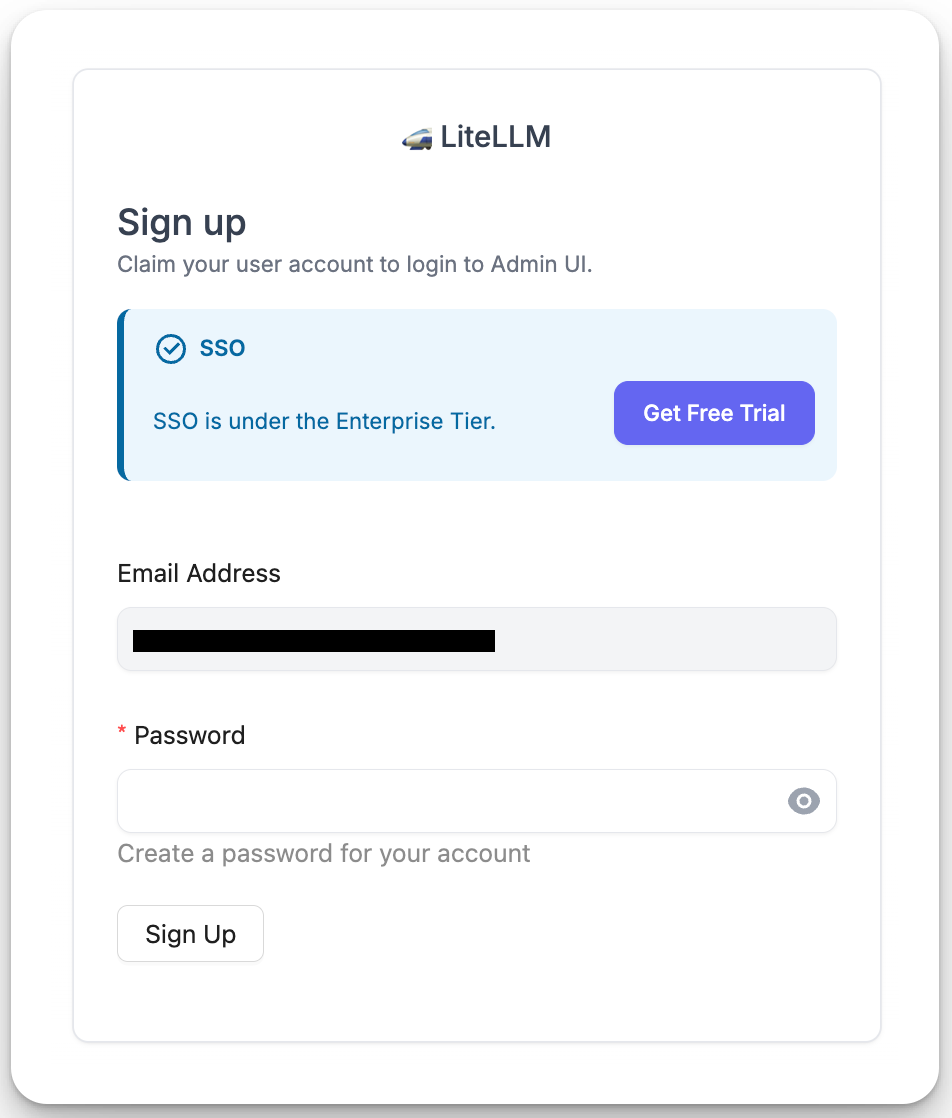 🚅 LiteLLM
Sign up
Claim your user account to login to Admin UI.
SSO
SSO is under the Enterprise Tier.
Get Free Trial
Email Address
* Password
Create a password for your account
Sign Up